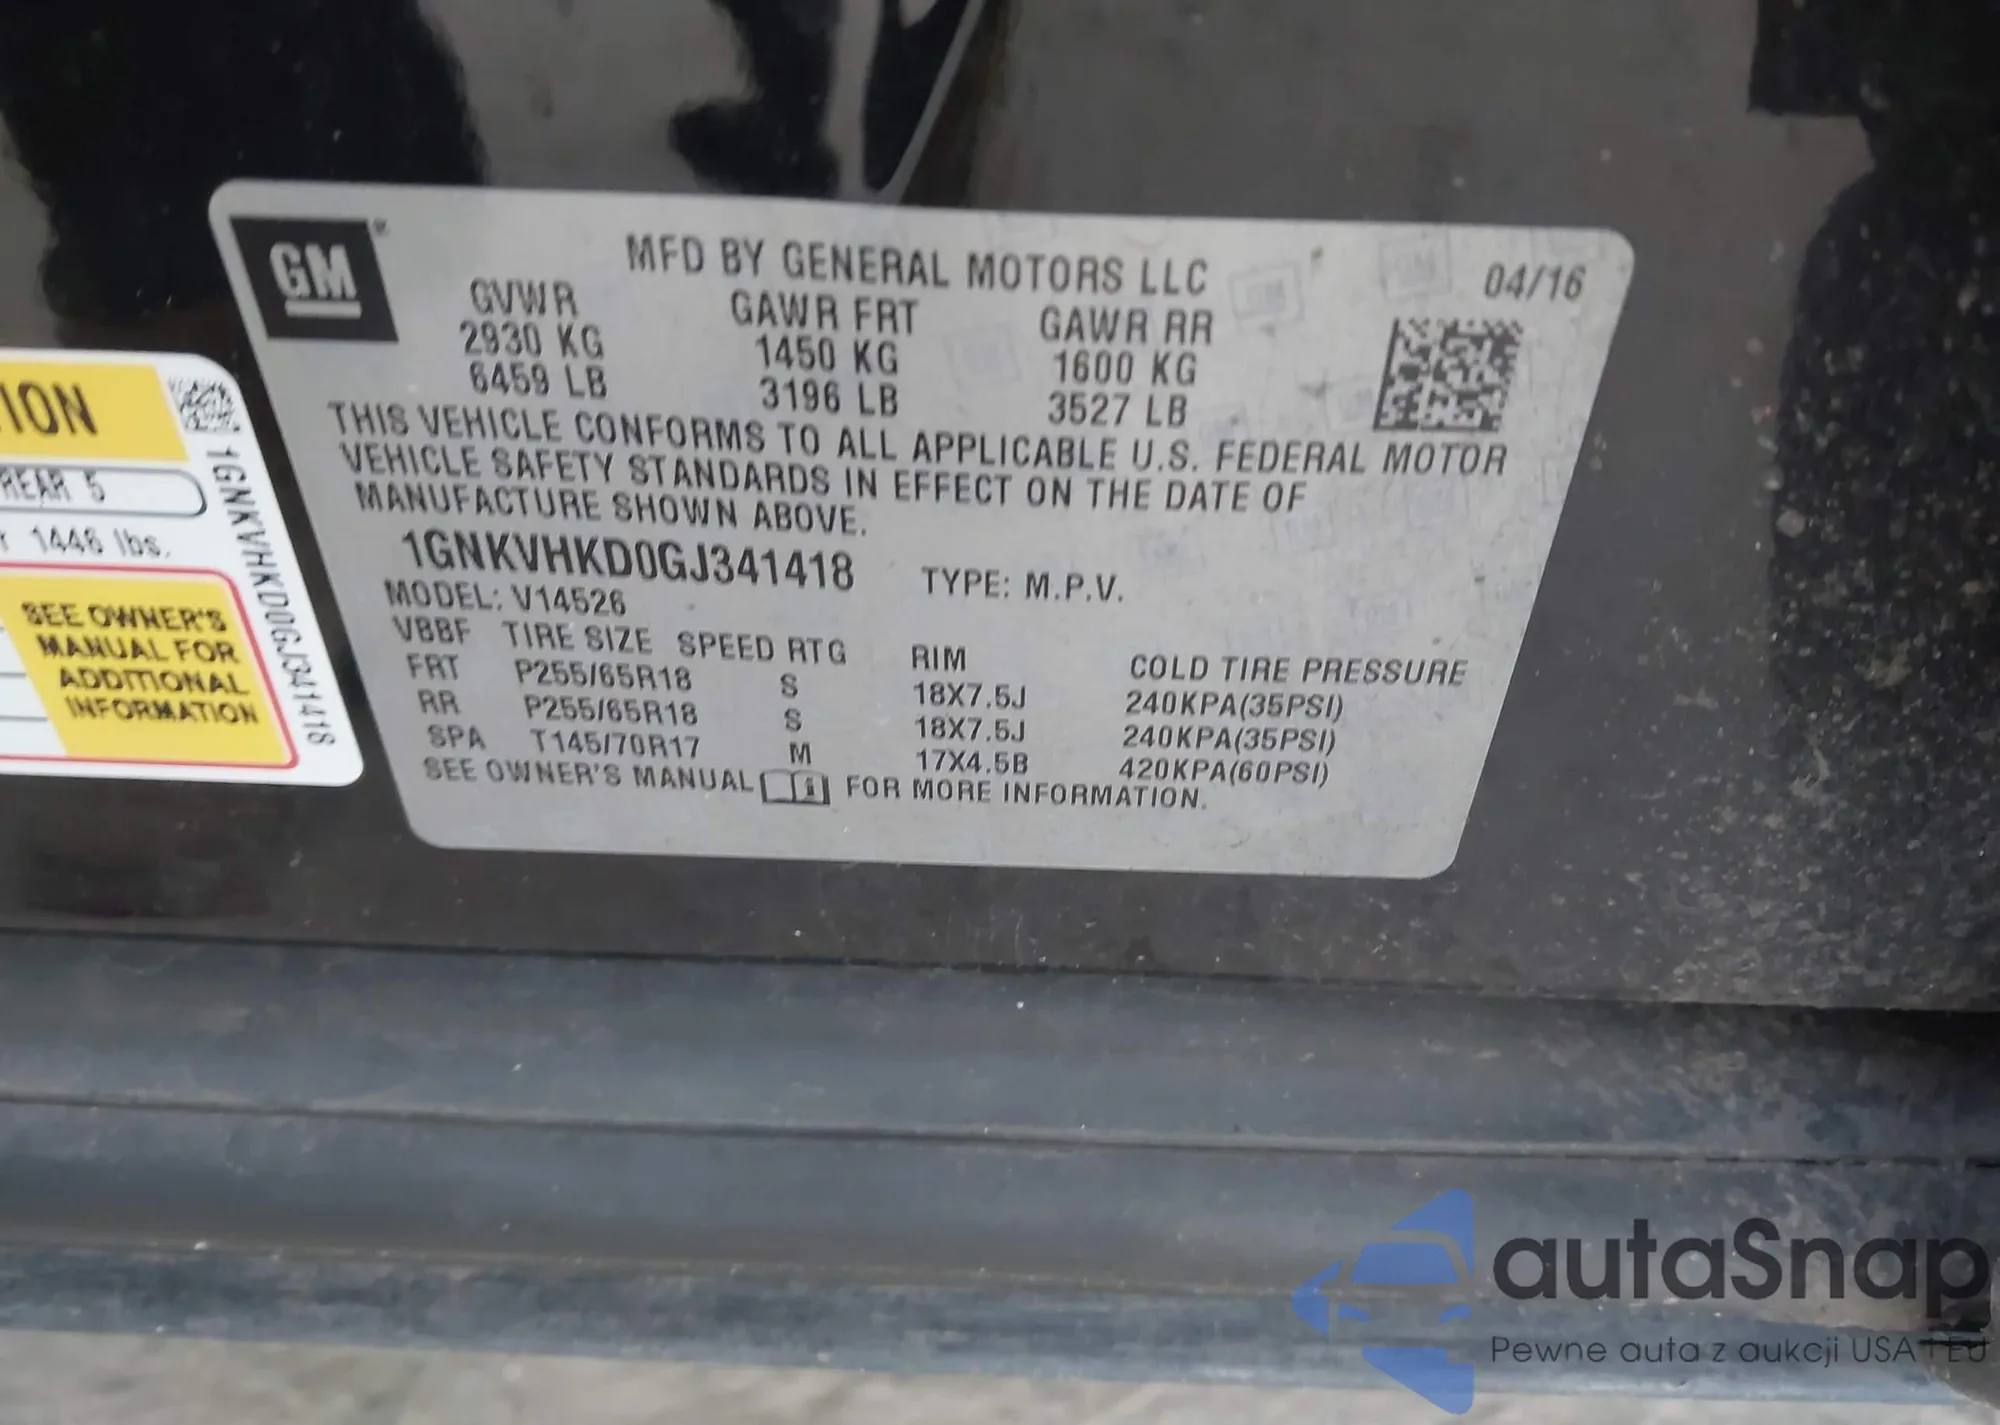 GM
MFD BY GENERAL MOTORS LLC
04/16
GVWR GAWR FRT GAWR RR
2930 KG 1450 KG 1600 KG
6459 LB 3196 LB 3527 LB
THIS VEHICLE CONFORMS TO ALL APPLICABLE U.S. FEDERAL MOTOR
VEHICLE SAFETY STANDARDS IN EFFECT ON THE DATE OF
MANUFACTURE SHOWN ABOVE.
1GNKVHKD0GJ341418 TYPE: M.P.V.
MODEL: V14526
VBBF TIRE SIZE SPEED RTG RIM COLD TIRE PRESSURE
FRT P255/65R18 S 18X7.5J 240KPA(35PSI)
RR P255/65R18 S 18X7.5J 240KPA(35PSI)
SPA T145/70R17 M 17X4.5B 420KPA(60PSI)
SEE OWNER'S MANUAL FOR MORE INFORMATION.
ION
REAR 5
r 1446 lbs.
SEE OWNER'S
MANUAL FOR
ADDITIONAL
INFORMATION
1GNKVHKD0GJ341418
autaSnap
Pewne auta z aukcji USA i EU